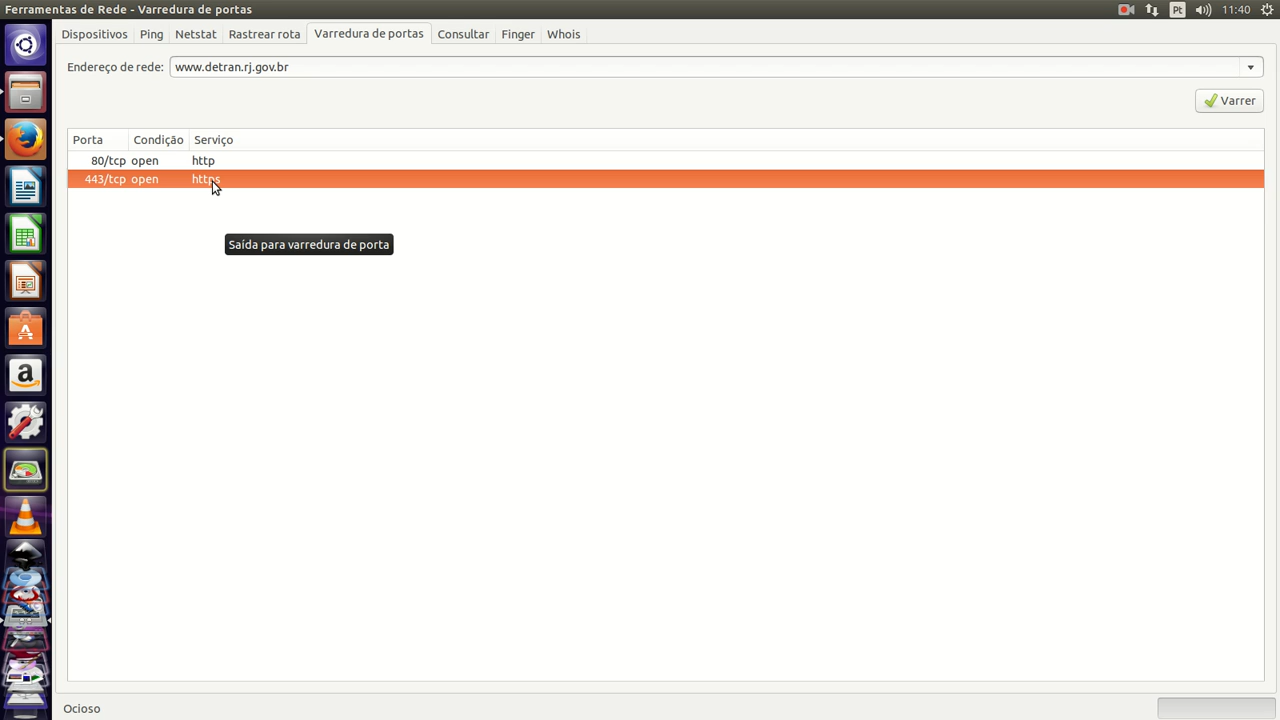 Ferramentas de Rede - Varredura de portas
Pt
11:40
Dispositivos Ping Netstat Rastrear rota Varredura de portas Consultar Finger Whois
Endereço de rede: www.detran.rj.gov.br
Varrer
Porta Condição Serviço
80/tcp open http
443/tcp open https
Saída para varredura de porta
Ocioso